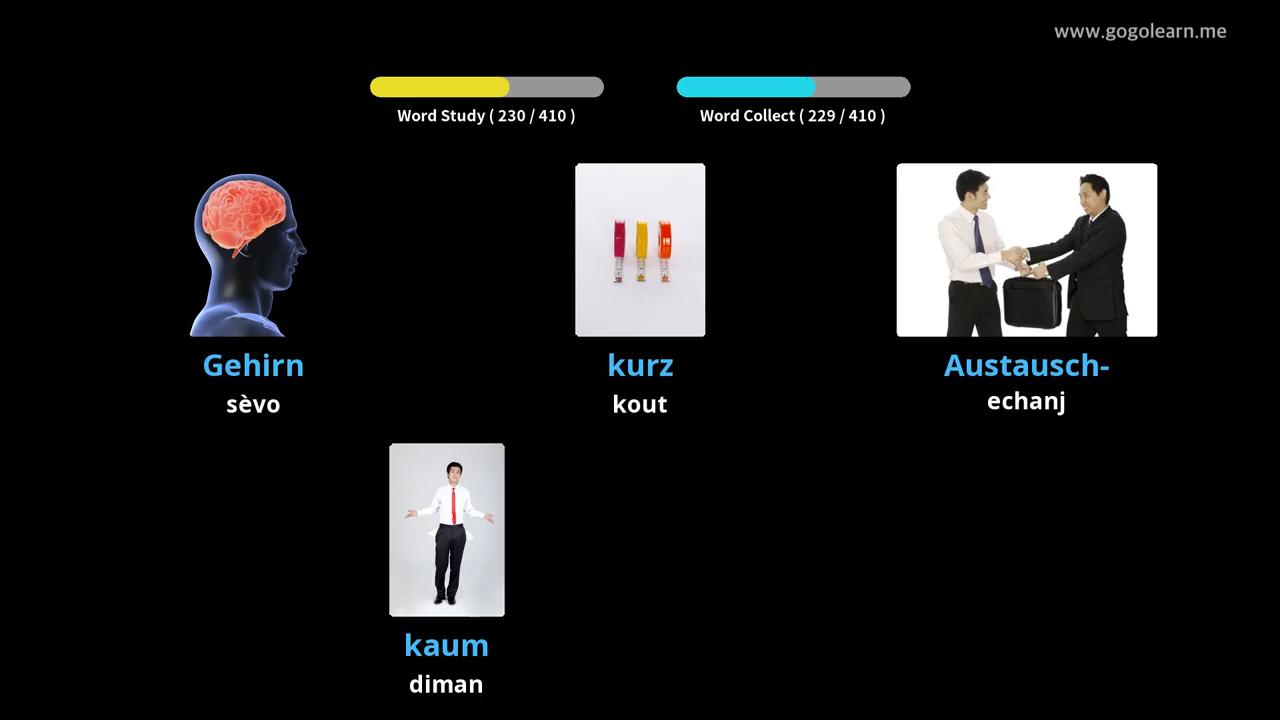 www.gogolearn.me
Word Study ( 230 / 410 )
Word Collect ( 229 / 410 )
Gehirn
sèvo
kurz
kout
Austausch-
echanj
kaum
diman